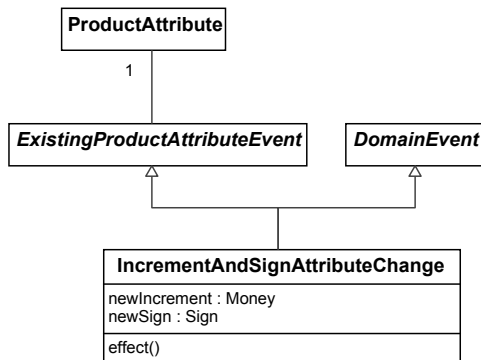 ProductAttribute
1
ExistingProductAttributeEvent
DomainEvent
IncrementAndSignAttributeChange
newIncrement : Money
newSign : Sign
effect()